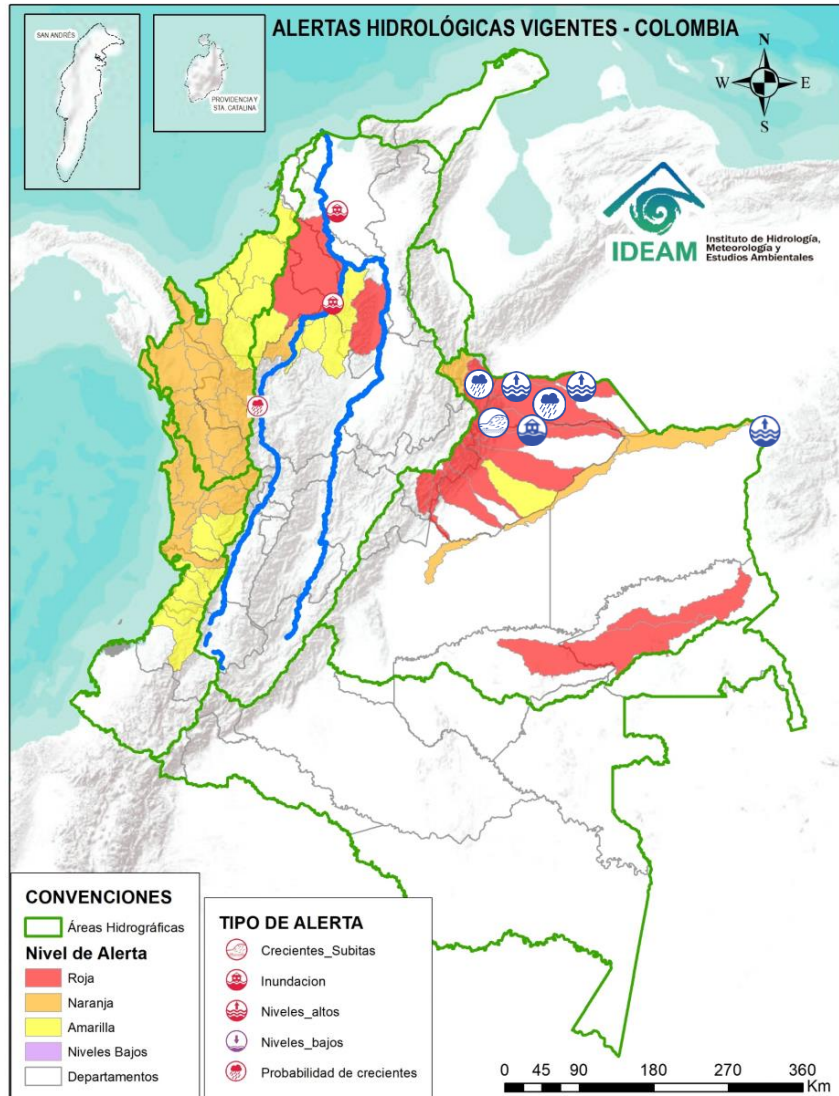 ALERTAS HIDROLÓGICAS VIGENTES - COLOMBIA
SAN ANDRÉS
PROVIDENCIA Y
STA. CATALINA
N
W
E
S
IDEAM
Instituto de Hidrología,
Meteorología y
Estudios Ambientales
CONVENCIONES
Áreas Hidrográficas
Nivel de Alerta
Roja
Naranja
Amarilla
Niveles Bajos
Departamentos
TIPO DE ALERTA
Crecientes_Subitas
Inundacion
Niveles_altos
Niveles_bajos
Probabilidad de crecientes
0 45 90 180 270 360
Km